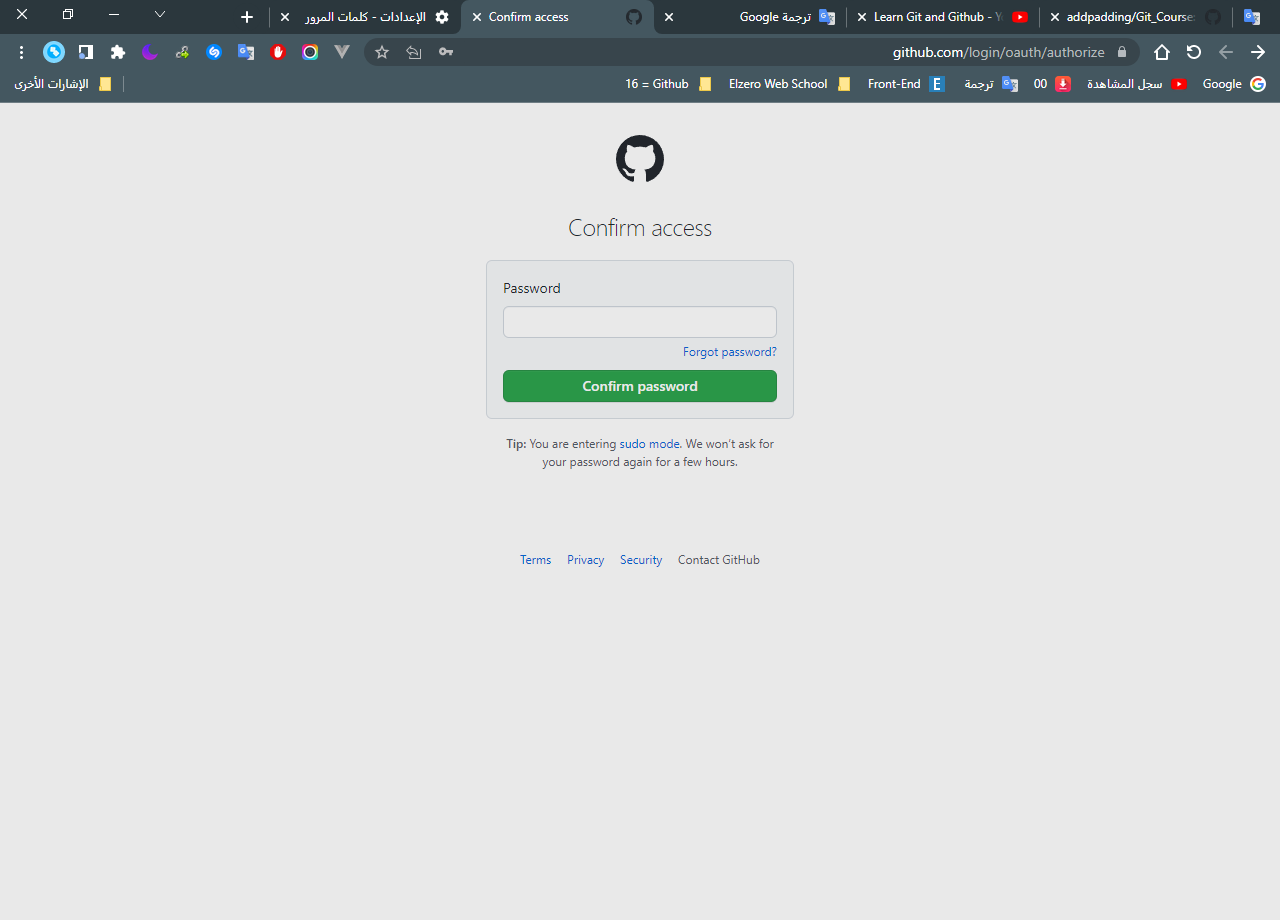 الإعدادات - كلمات المرور
Confirm access
ترجمة Google
Learn Git and Github -
addpadding/Git_Course
github.com/login/oauth/authorize
الإشارات الأخرى
16 = Github
Elzero Web School
Front-End
ترجمة
00
سجل المشاهدة
Google
Confirm access
Password
Forgot password?
Confirm password
Tip: You are entering sudo mode. We won't ask for
your password again for a few hours.
Terms
Privacy
Security
Contact GitHub